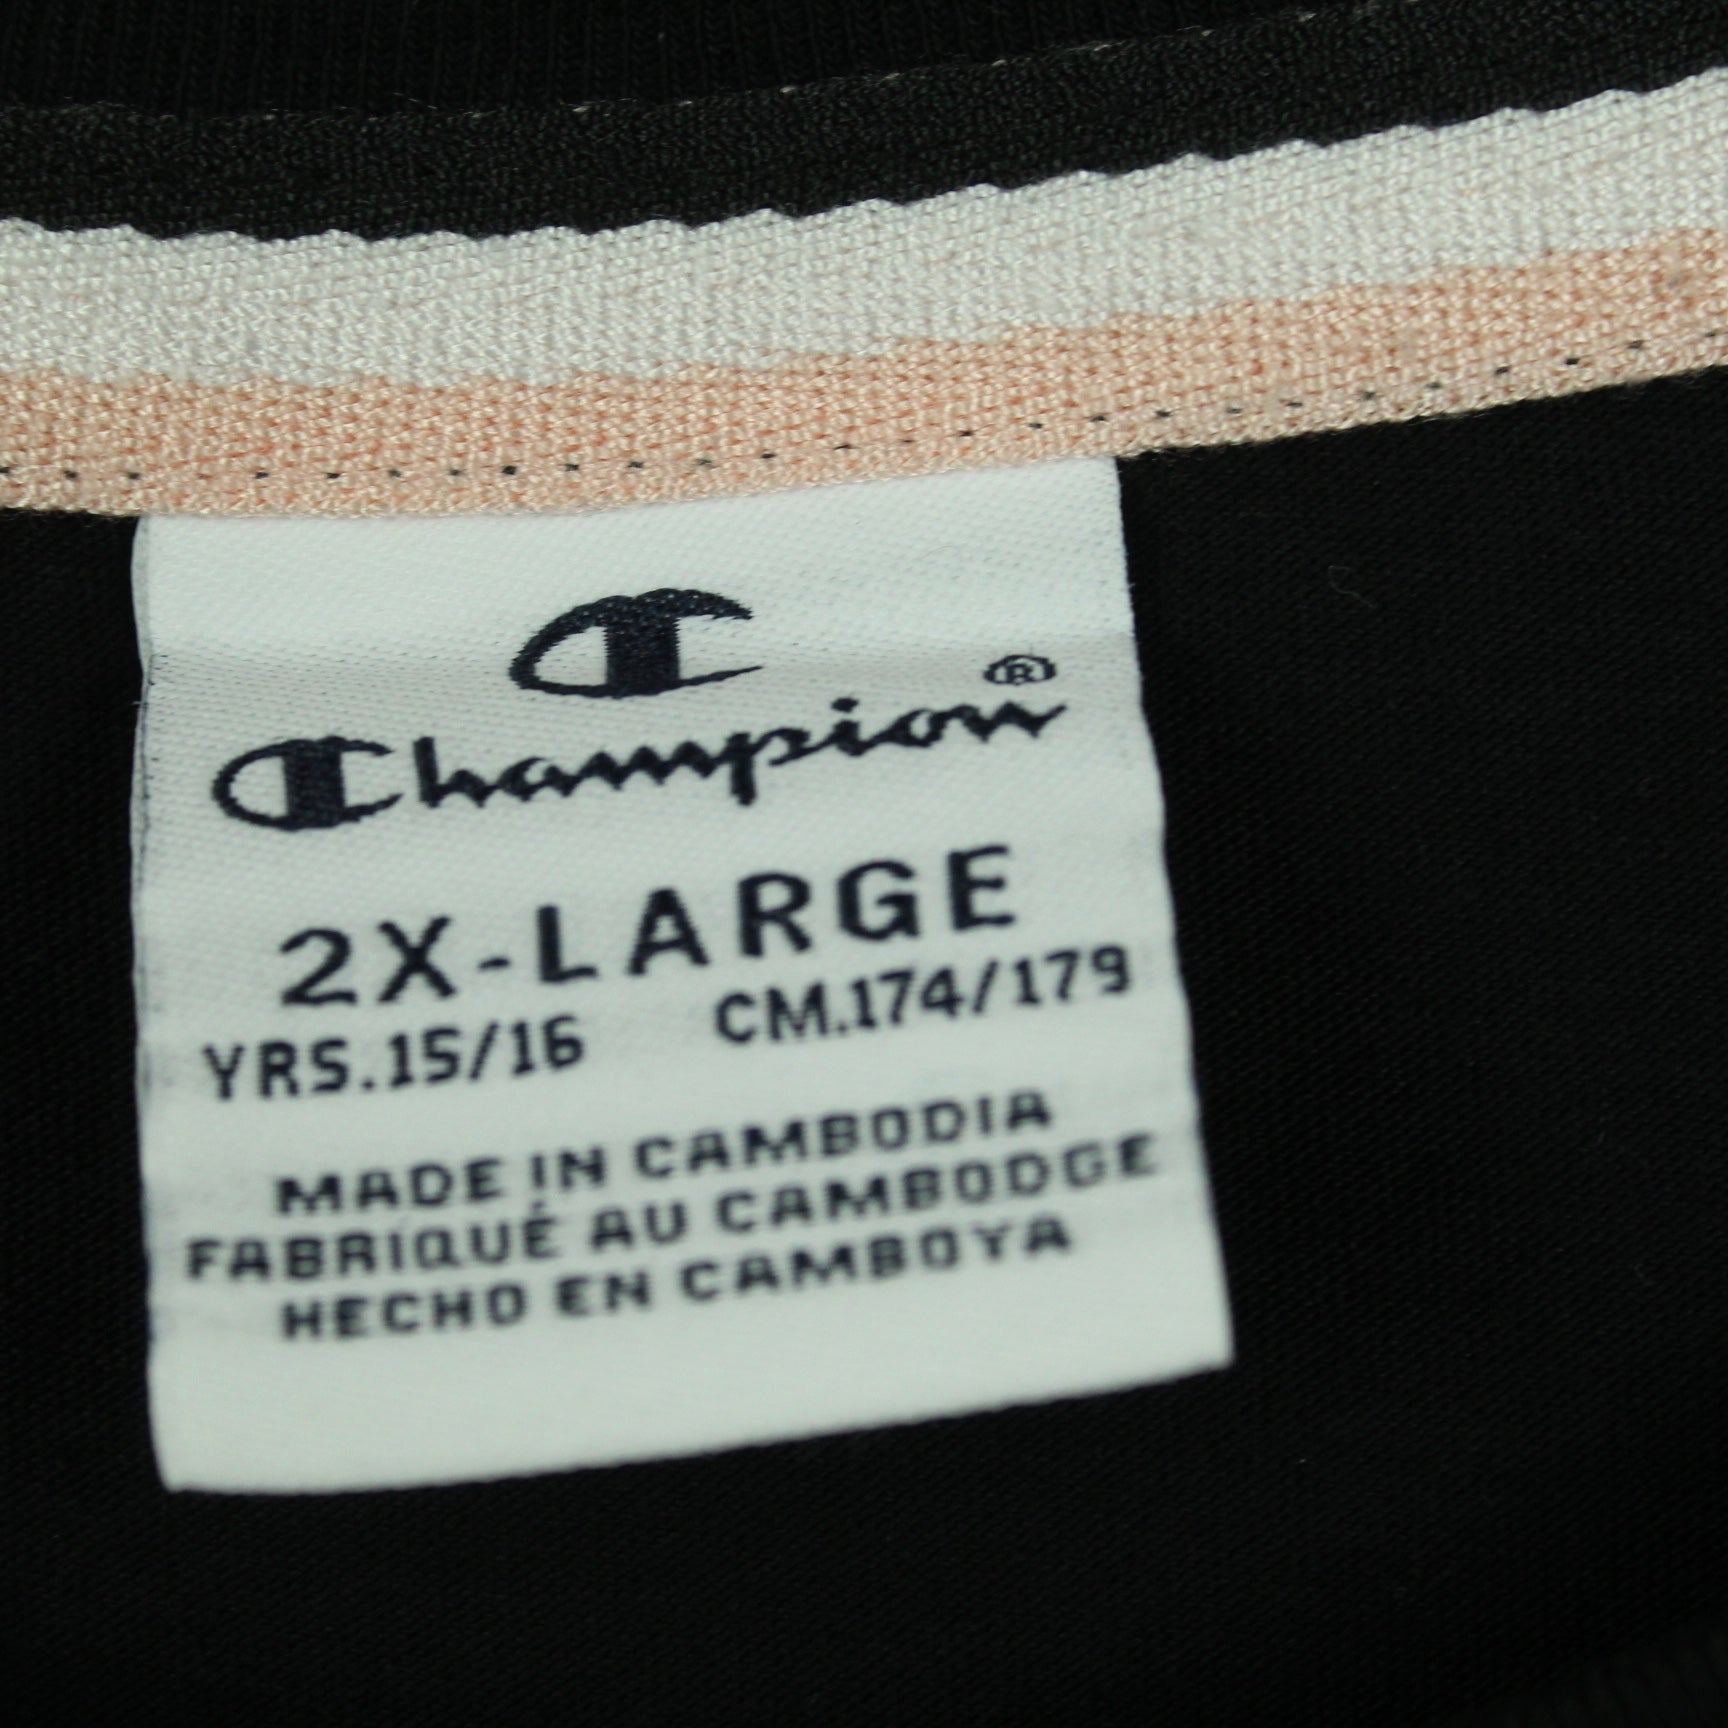 Champion®
2X-LARGE
YRS.15/16 CM.174/179
MADE IN CAMBODIA
FABRIQUÉ AU CAMBODGE
HECHO EN CAMBOYA